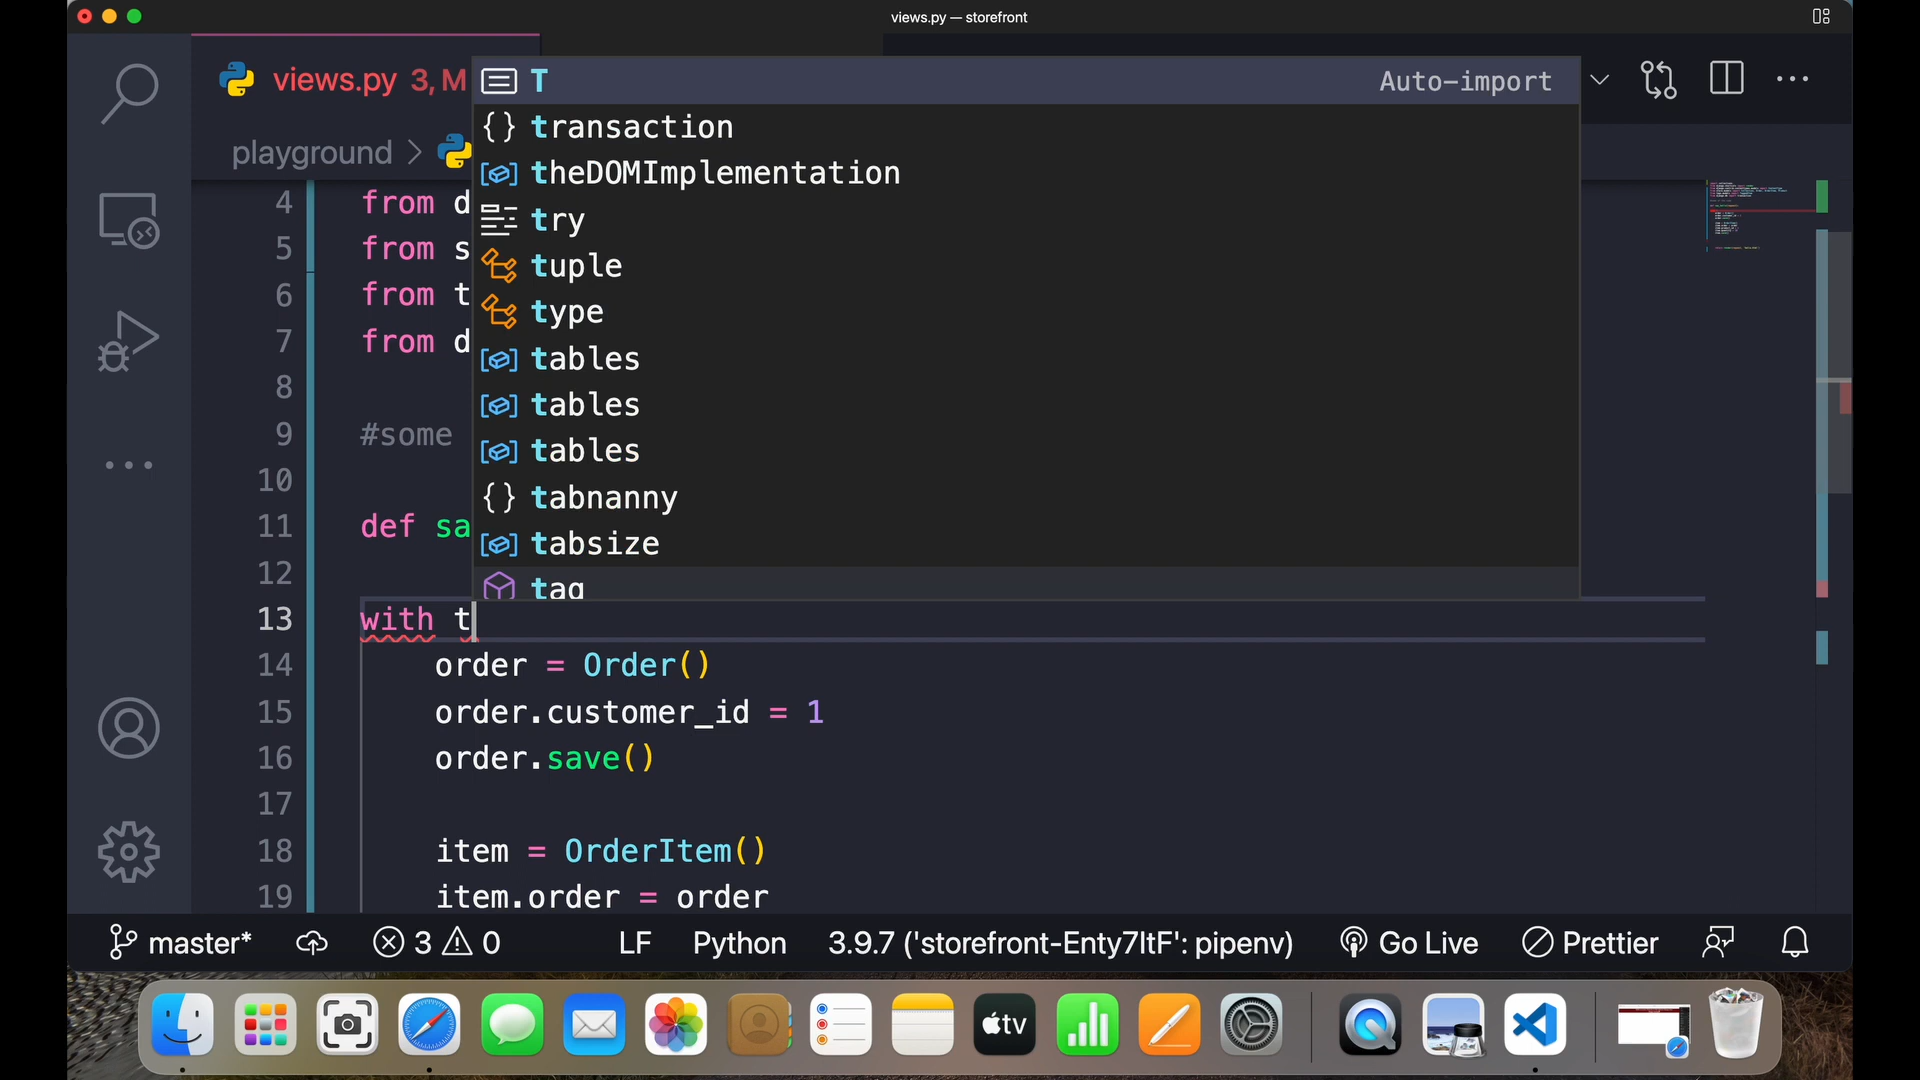 views.py — storefront
views.py 3, M
T Auto-import
transaction
theDOMImplementation
try
tuple
type
tables
tables
tables
tabnanny
tabsize
tag
playground >
4 from d
5 from s
6 from t
7 from d
8
9 #some
10
11 def sa
12
13 with t
14 order = Order()
15 order.customer_id = 1
16 order.save()
17
18 item = OrderItem()
19 item.order = order
master* 3 0 LF Python 3.9.7 ('storefront-Enty7ltF': pipenv) Go Live Prettier
tv